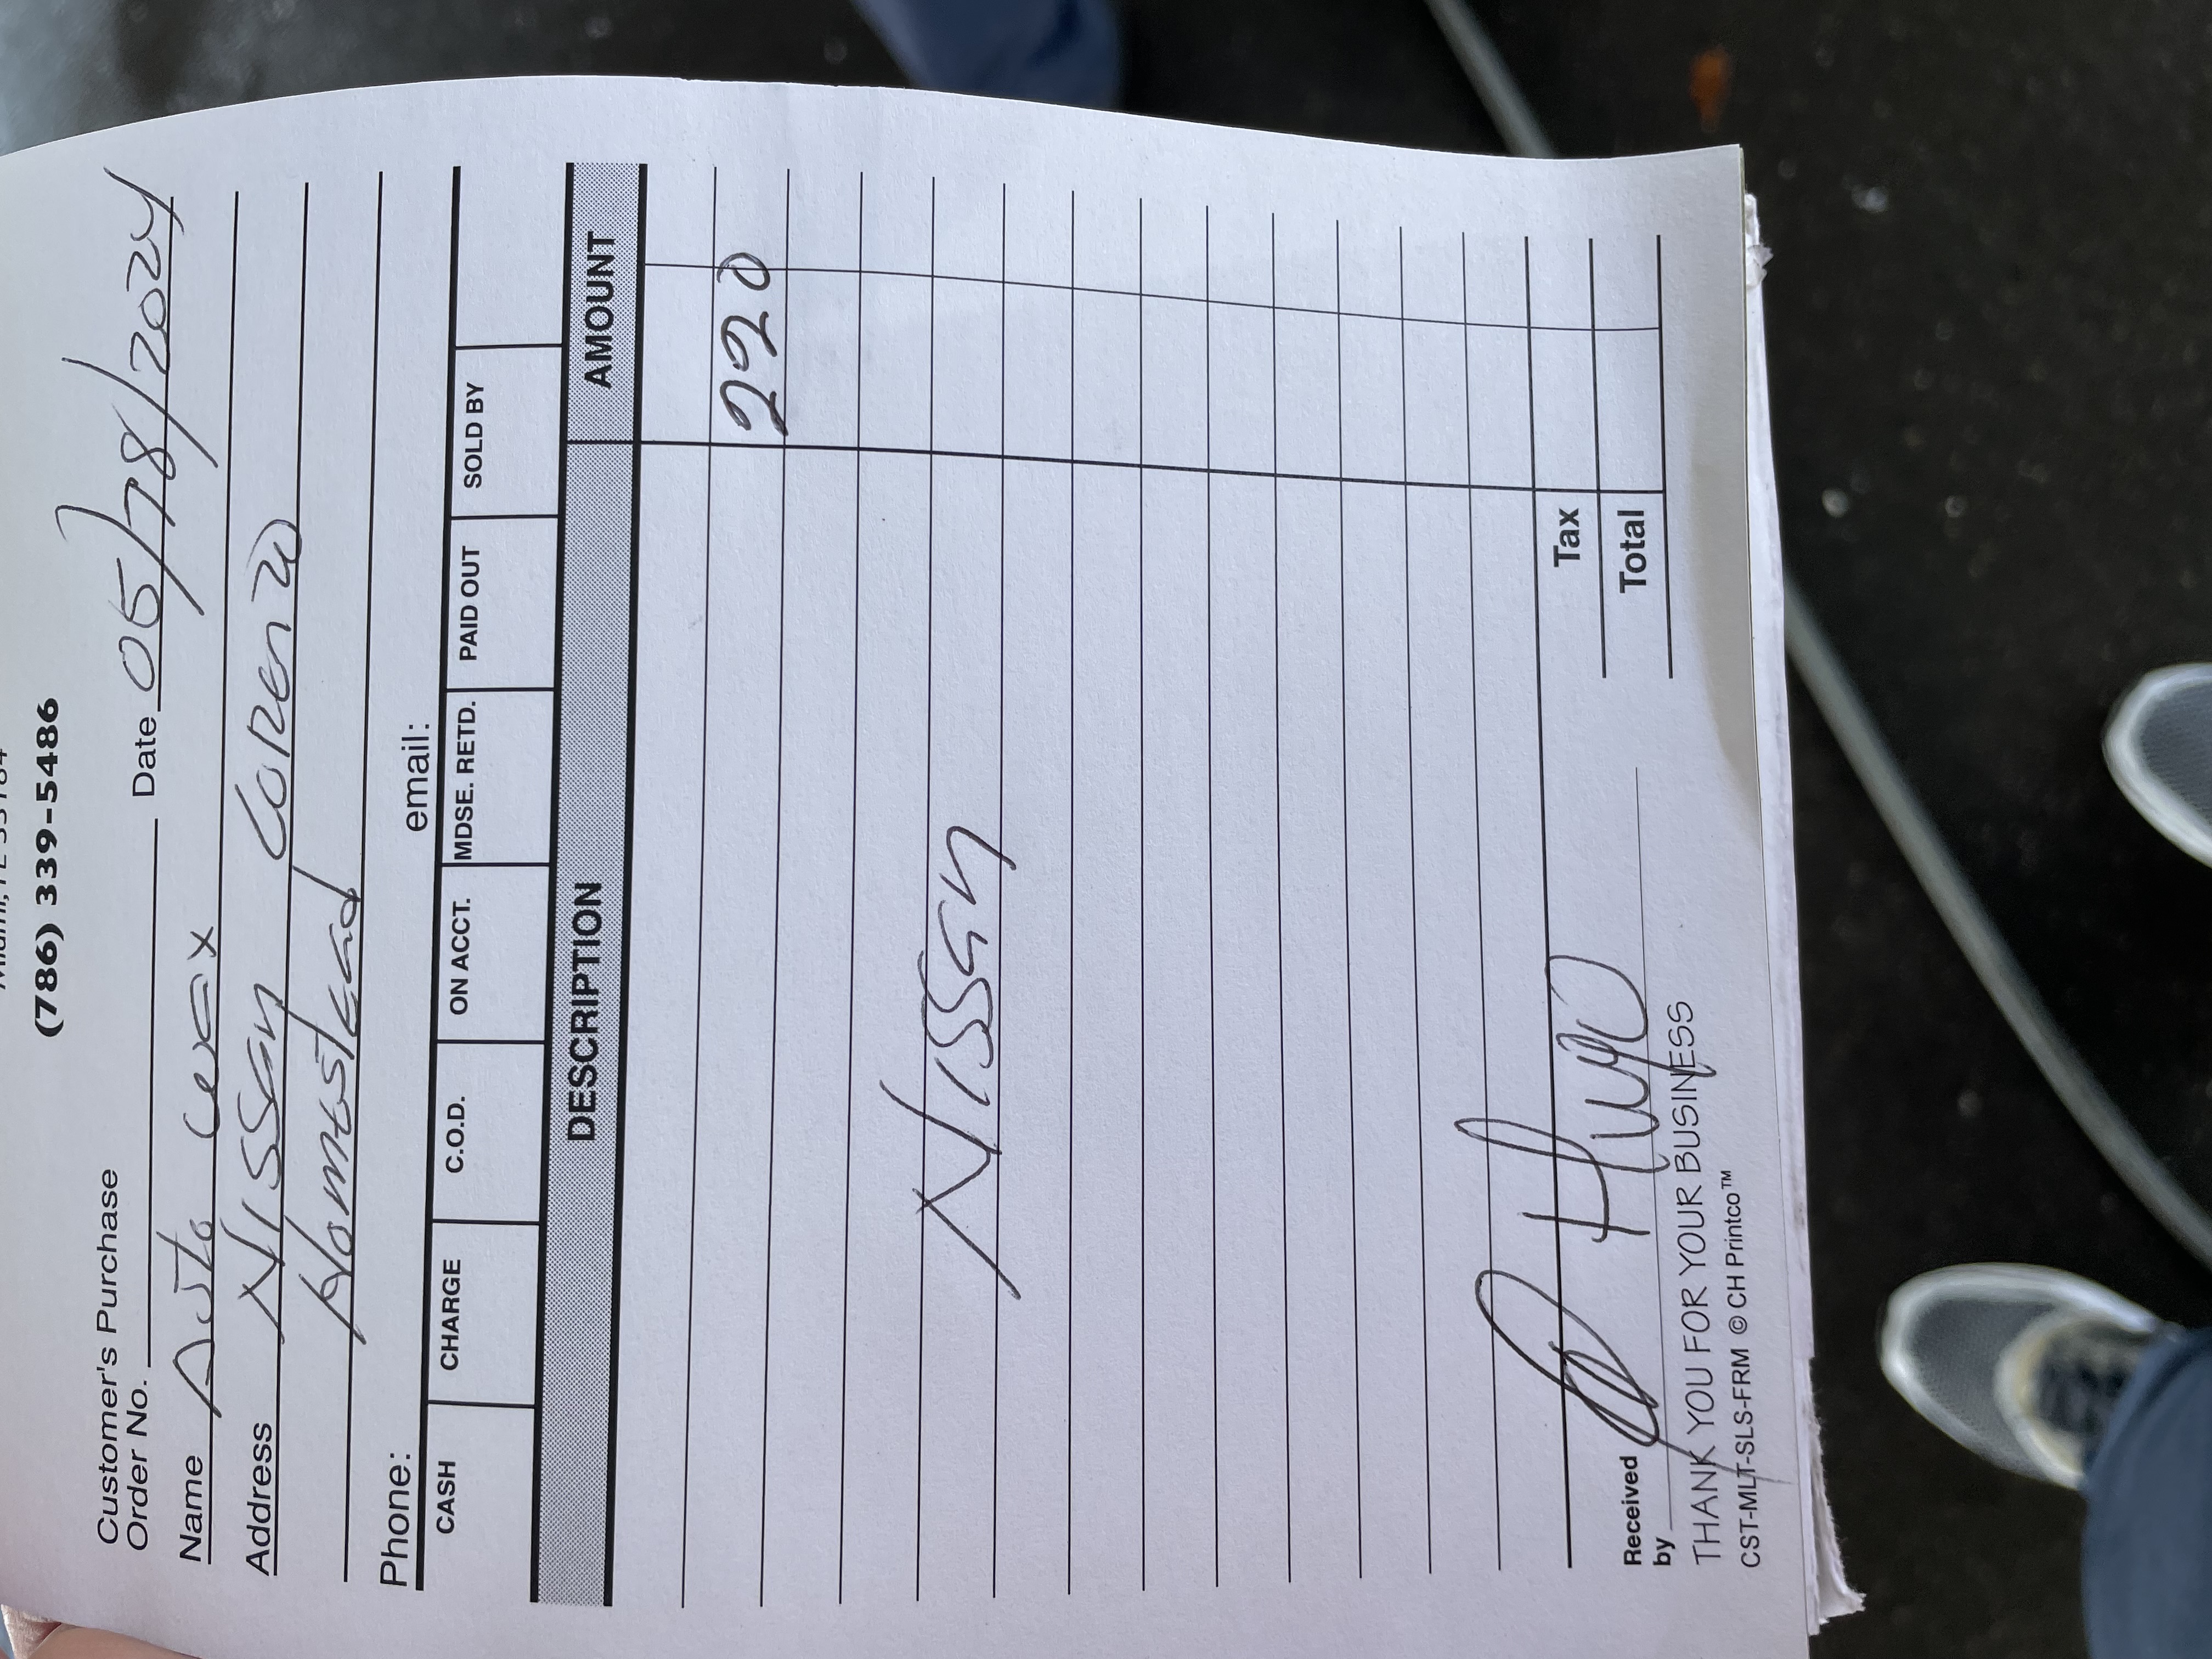 (786) 339-5486
Customer's Purchase
Order No. Date 05/18/2024
Name Auto wax
Address Nissan Lorenzo
Homestead
Phone: email:
CASH CHARGE C.O.D. ON ACCT. MDSE. RETD. PAID OUT SOLD BY
DESCRIPTION AMOUNT
220
Nissan
Tax
Total
Received
by Hugo
THANK YOU FOR YOUR BUSINESS
CST-MLT-SLS-FRM © CH Printco™